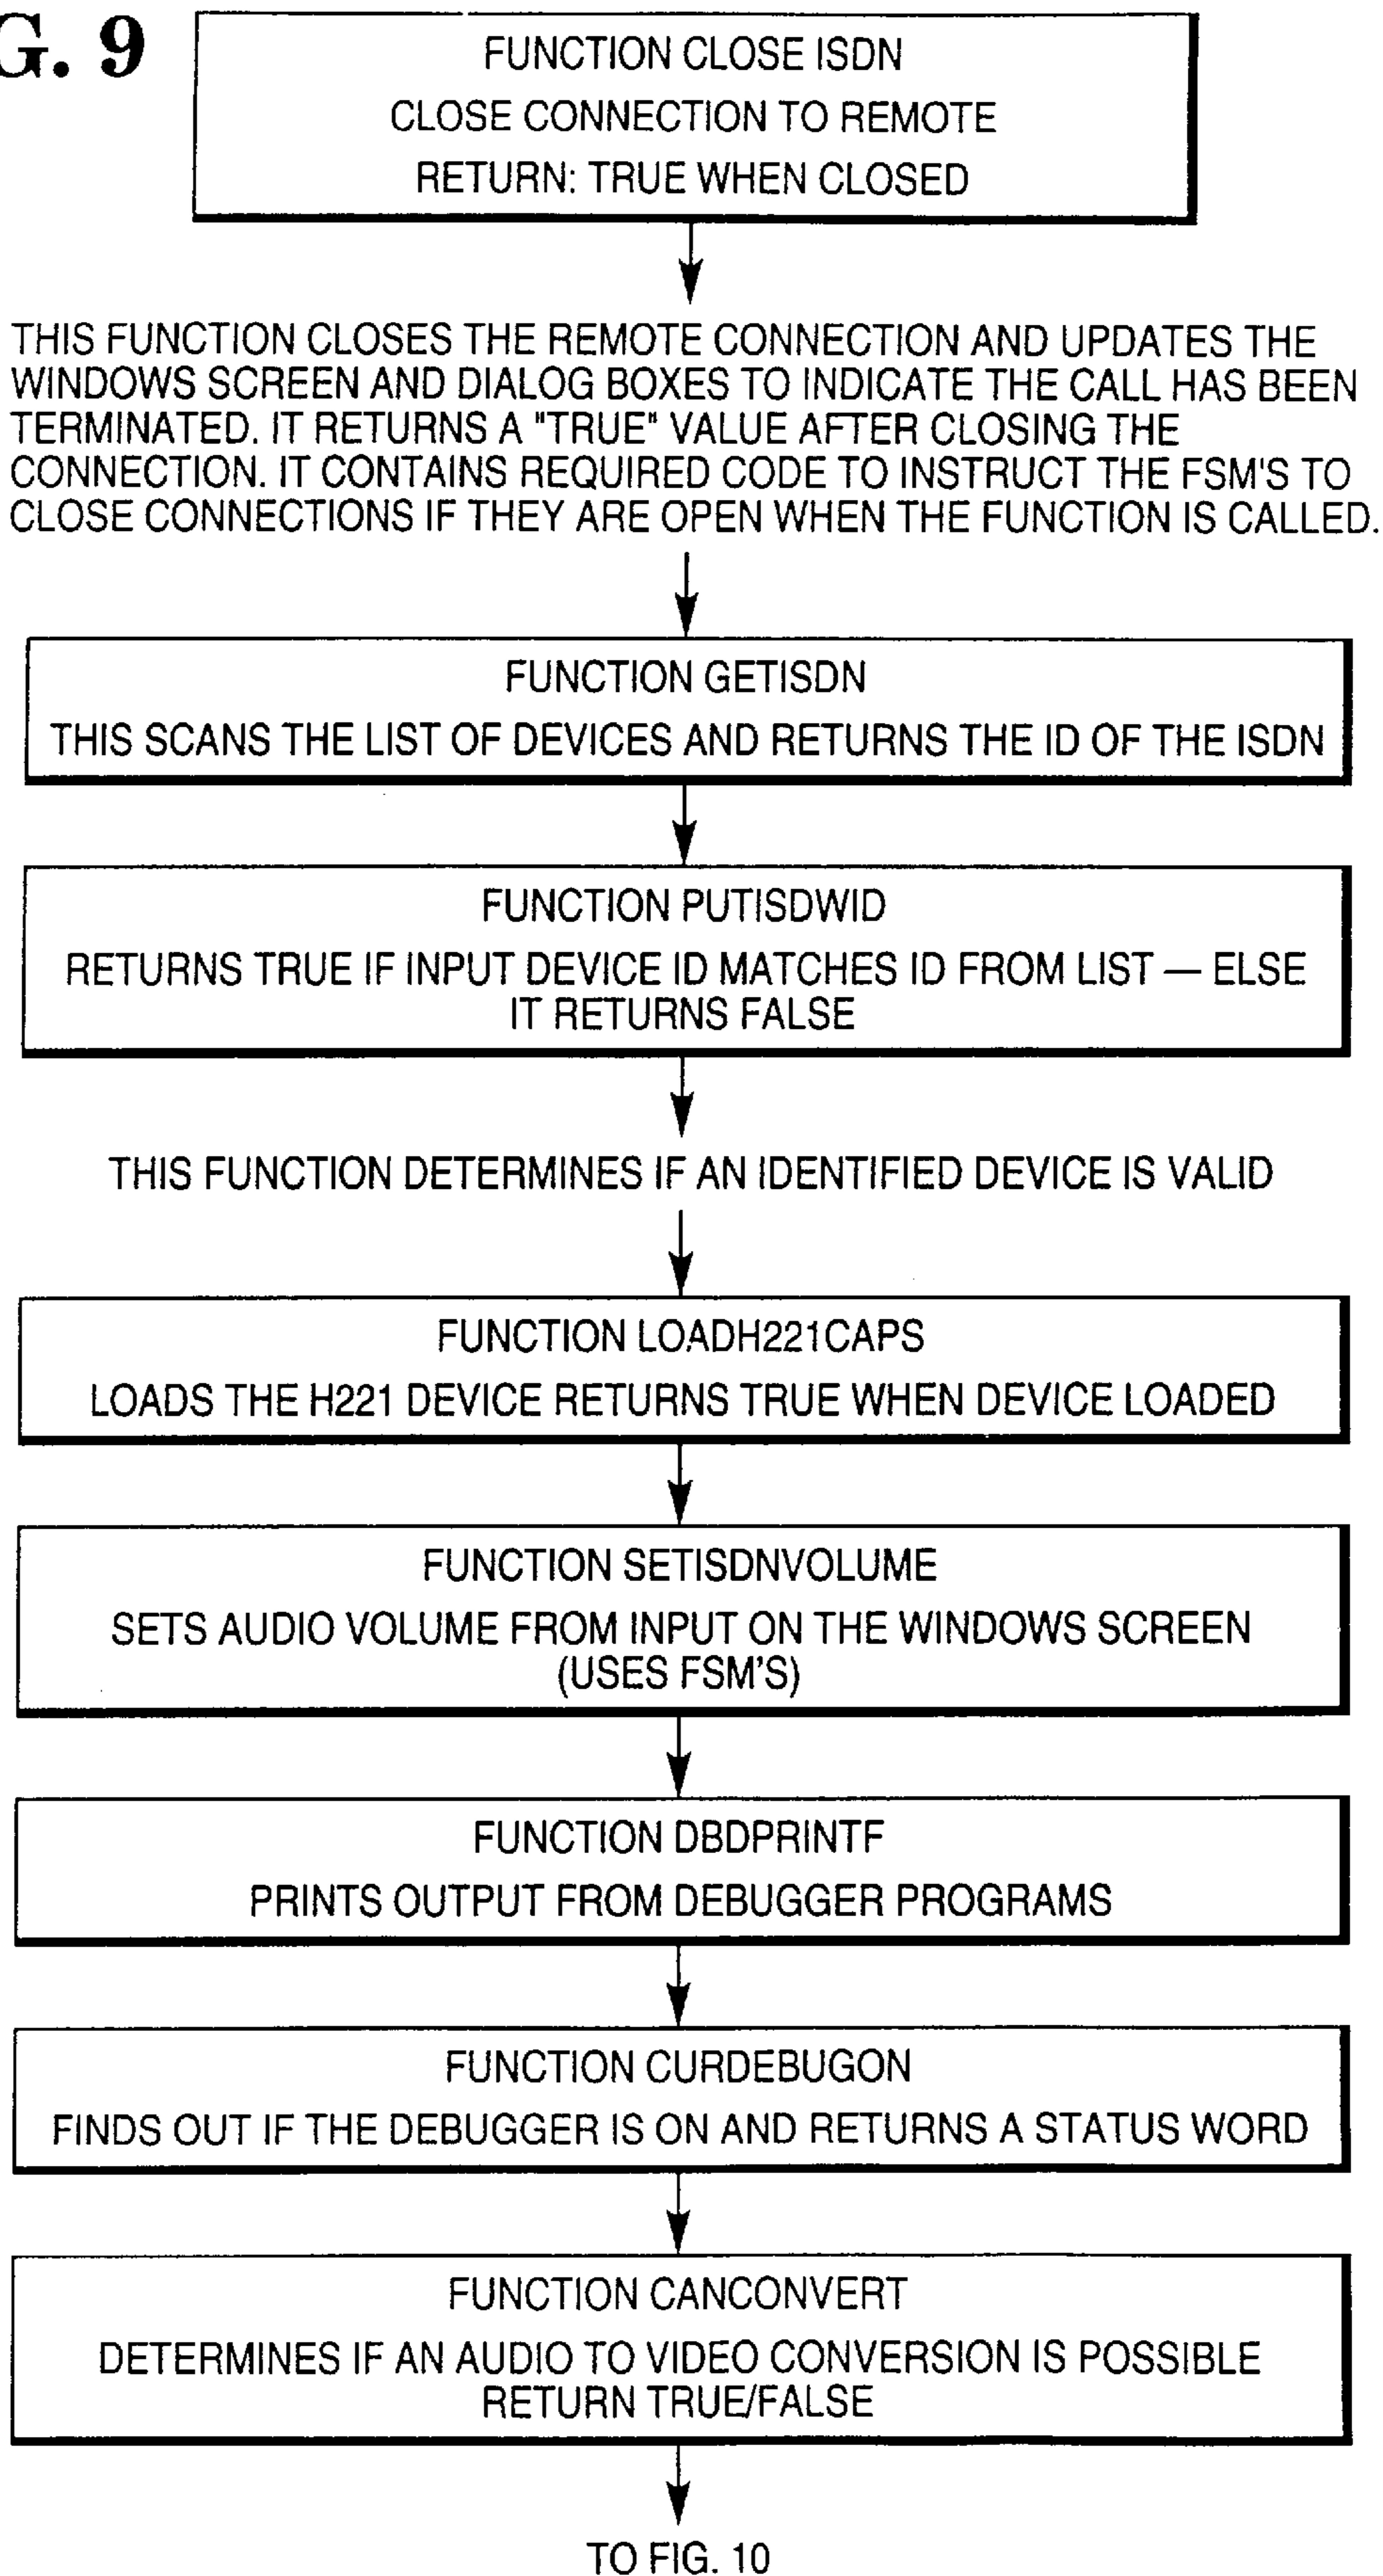 G. 9
FUNCTION CLOSE ISDN
CLOSE CONNECTION TO REMOTE
RETURN: TRUE WHEN CLOSED
THIS FUNCTION CLOSES THE REMOTE CONNECTION AND UPDATES THE
WINDOWS SCREEN AND DIALOG BOXES TO INDICATE THE CALL HAS BEEN
TERMINATED. IT RETURNS A "TRUE" VALUE AFTER CLOSING THE
CONNECTION. IT CONTAINS REQUIRED CODE TO INSTRUCT THE FSM'S TO
CLOSE CONNECTIONS IF THEY ARE OPEN WHEN THE FUNCTION IS CALLED.
FUNCTION GETISDN
THIS SCANS THE LIST OF DEVICES AND RETURNS THE ID OF THE ISDN
FUNCTION PUTISDWID
RETURNS TRUE IF INPUT DEVICE ID MATCHES ID FROM LIST — ELSE
IT RETURNS FALSE
THIS FUNCTION DETERMINES IF AN IDENTIFIED DEVICE IS VALID
FUNCTION LOADH221CAPS
LOADS THE H221 DEVICE RETURNS TRUE WHEN DEVICE LOADED
FUNCTION SETISDNVOLUME
SETS AUDIO VOLUME FROM INPUT ON THE WINDOWS SCREEN
(USES FSM'S)
FUNCTION DBDPRINTF
PRINTS OUTPUT FROM DEBUGGER PROGRAMS
FUNCTION CURDEBUGON
FINDS OUT IF THE DEBUGGER IS ON AND RETURNS A STATUS WORD
FUNCTION CANCONVERT
DETERMINES IF AN AUDIO TO VIDEO CONVERSION IS POSSIBLE
RETURN TRUE/FALSE
TO FIG. 10